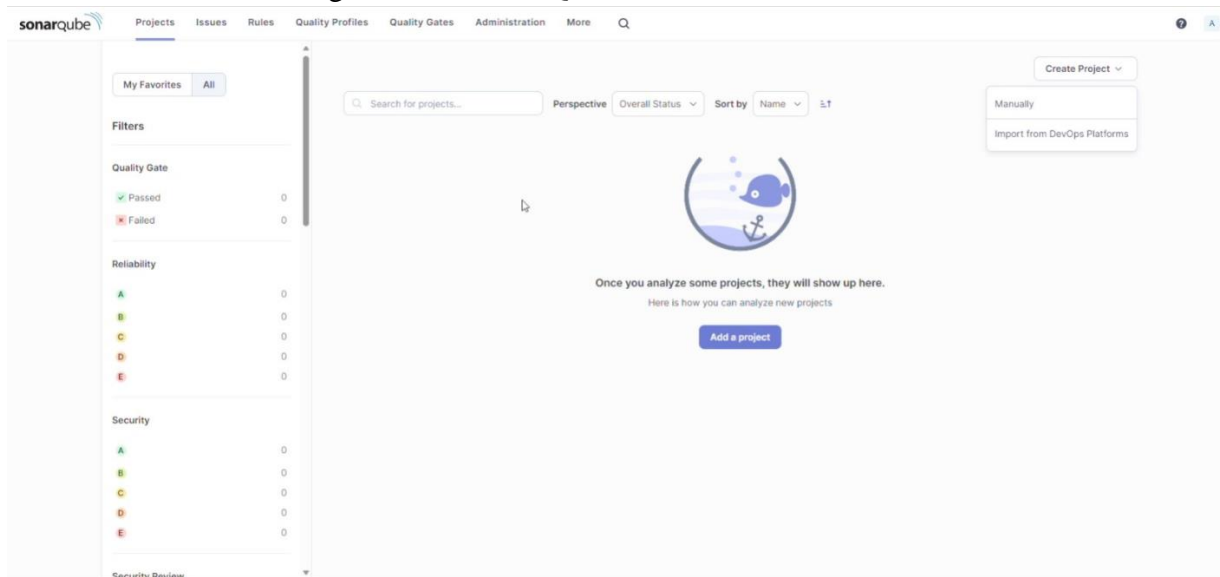 sonarqube Projects Issues Rules Quality Profiles Quality Gates Administration More A
Create Project
Manually
Import from DevOps Platforms
My Favorites All
Search for projects... Perspective Overall Status Sort by Name
Filters
Quality Gate
Passed 0
Failed 0
Reliability
A 0
B 0
C 0
D 0
E 0
Security
A 0
B 0
C 0
D 0
E 0
Security Review
Once you analyze some projects, they will show up here.
Here is how you can analyze new projects
Add a project